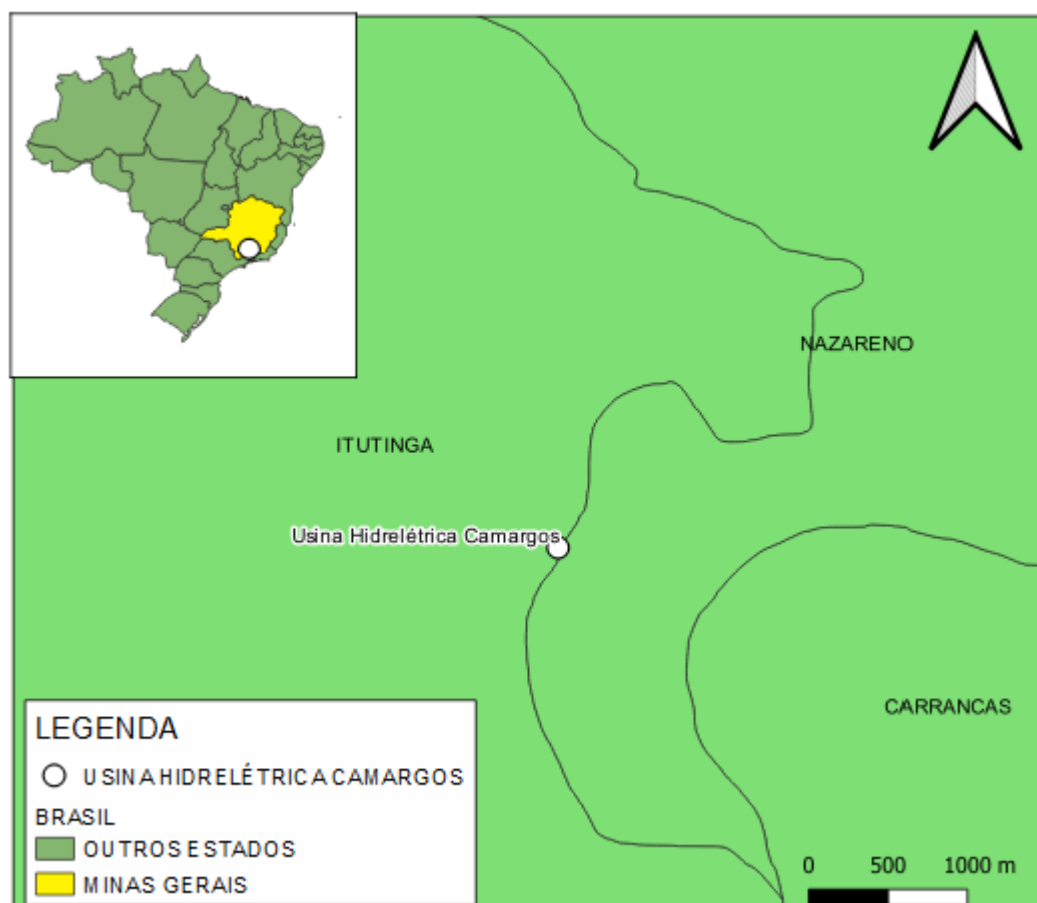 NAZARENO
ITUTINGA
Usina Hidrelétrica Camargos
CARRANCAS
LEGENDA
USINA HIDRELÉTRICA CAMARGOS
BRASIL
OUTROS ESTADOS
MINAS GERAIS
0 500 1000 m